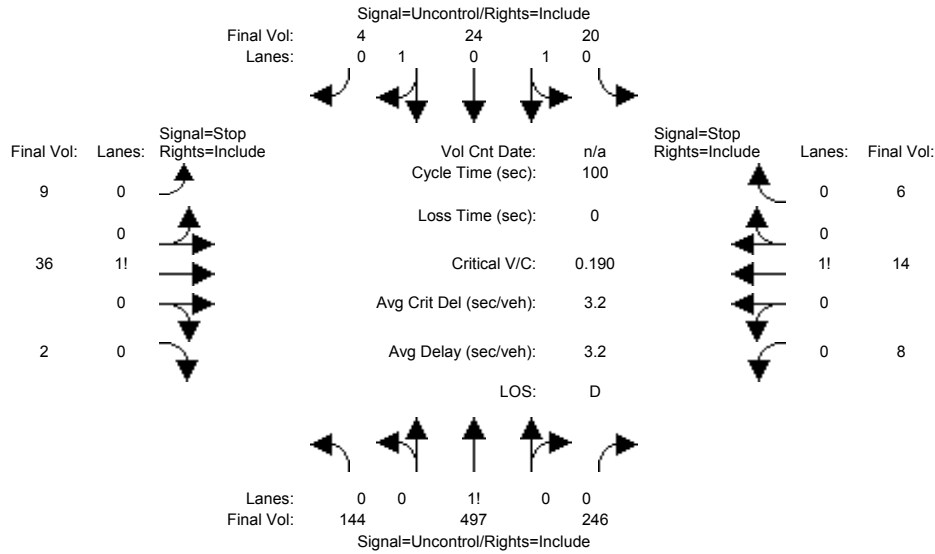 Signal=Uncontrol/Rights=Include
Final Vol: 4 24 20
Lanes: 0 1 0 1 0
Signal=Stop
Final Vol: Lanes: Rights=Include
Vol Cnt Date: n/a
Signal=Stop
Rights=Include Lanes: Final Vol:
Cycle Time (sec): 100
9 0
0 6
Loss Time (sec): 0
0
0
36 1!
Critical V/C: 0.190
1! 14
0
Avg Crit Del (sec/veh): 3.2
0
2 0
Avg Delay (sec/veh): 3.2
0 8
LOS: D
Lanes: 0 0 1! 0 0
Final Vol: 144 497 246
Signal=Uncontrol/Rights=Include